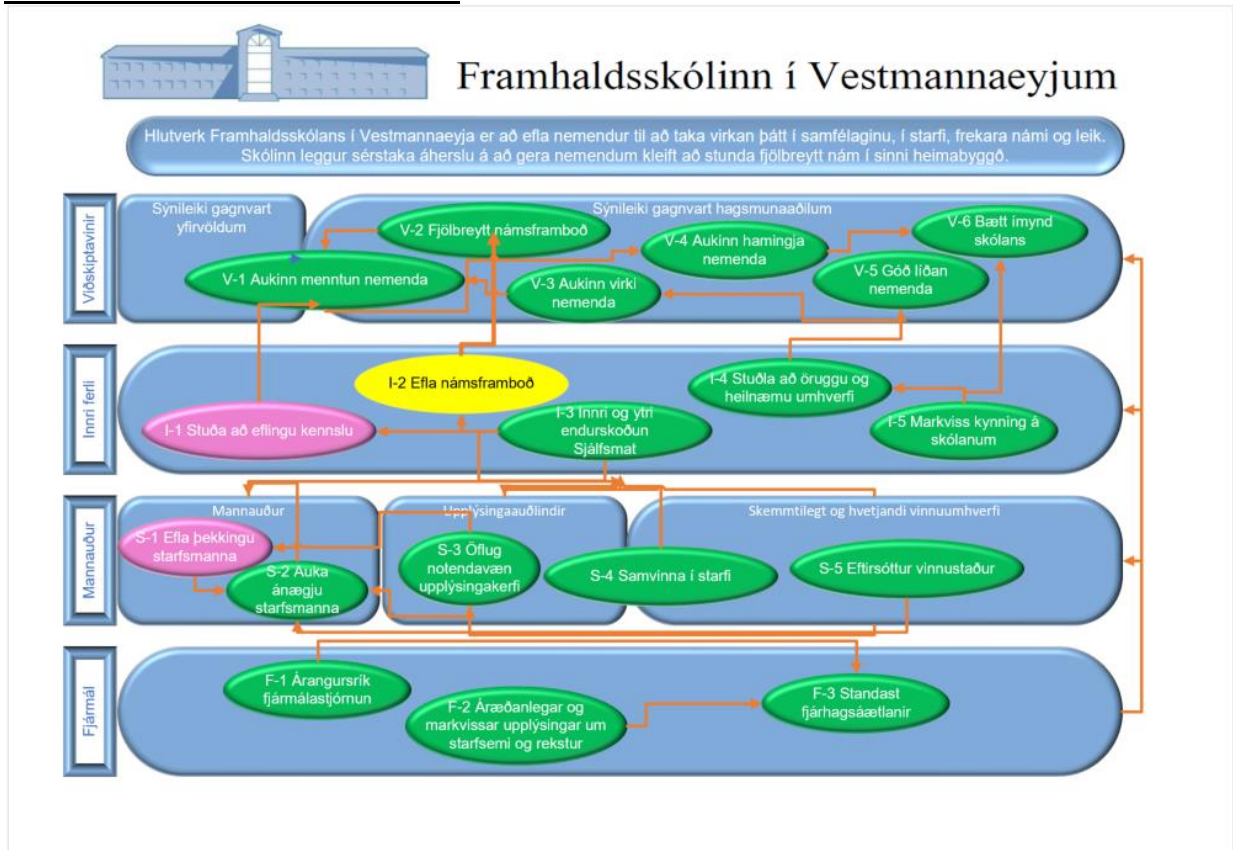 Framhaldsskólinn í Vestmannaeyjum
Hlutverk Framhaldsskólans í Vestmannaeyja er að efla nemendur til að taka virkan þátt í samfélaginu, í starfi, frekara námi og leik.
Skólinn leggur sérstaka áherslu á að gera nemendum kleift að stunda fjölbreytt nám í sinni heimabyggð.
Viðskiptavinir
Sýnileiki gagnvart
yfirvöldum
Sýnileiki gagnvart hagsmunaaðilum
V-1 Aukinn menntun nemenda
V-2 Fjölbreytt námsframboð
V-3 Aukinn virki
nemenda
V-4 Aukinn hamingja
nemenda
V-5 Góð líðan
nemenda
V-6 Bætt ímynd
skólans
Innri ferli
I-1 Stuða að eflingu kennslu
I-2 Efla námsframboð
I-3 Innri og ytri
endurskoðun
Sjálfsmat
I-4 Stuðla að öruggu og
heilnæmu umhverfi
I-5 Markviss kynning á
skólanum
Mannauður
Mannauður
Upplýsingaauðlindir
Skemmtilegt og hvetjandi vinnuumhverfi
S-1 Efla þekkingu
starfsmanna
S-2 Auka
ánægju
starfsmanna
S-3 Öflug
notendavæn
upplýsingakerfi
S-4 Samvinna í starfi
S-5 Eftirsóttur vinnustaður
Fjármál
F-1 Árangursrík
fjármálastjórnun
F-2 Áræðanlegar og
markvissar upplýsingar um
starfsemi og rekstur
F-3 Standast
fjárhagsáætlanir